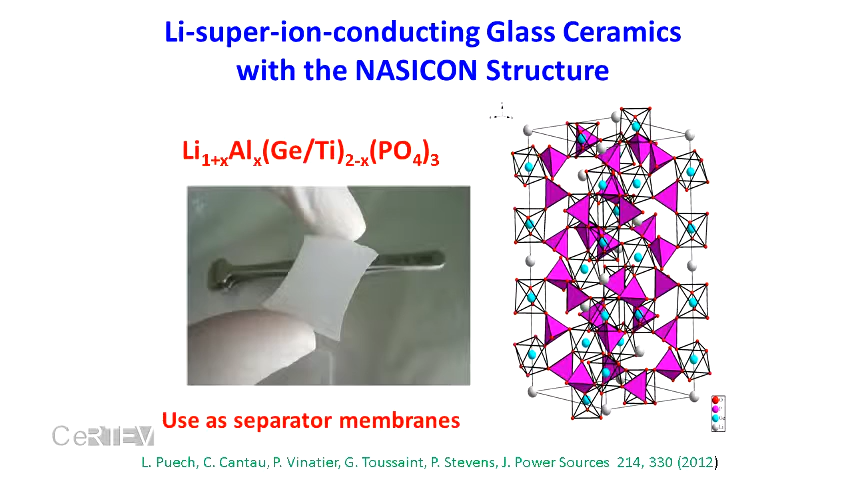 Li-super-ion-conducting Glass Ceramics
with the NASICON Structure
Li₁₊ₓAlₓ(Ge/Ti)₂₋ₓ(PO₄)₃
Use as separator membranes
CeRTEV
L. Puech, C. Cantau, P. Vinatier, G. Toussaint, P. Stevens, J. Power Sources 214, 330 (2012)